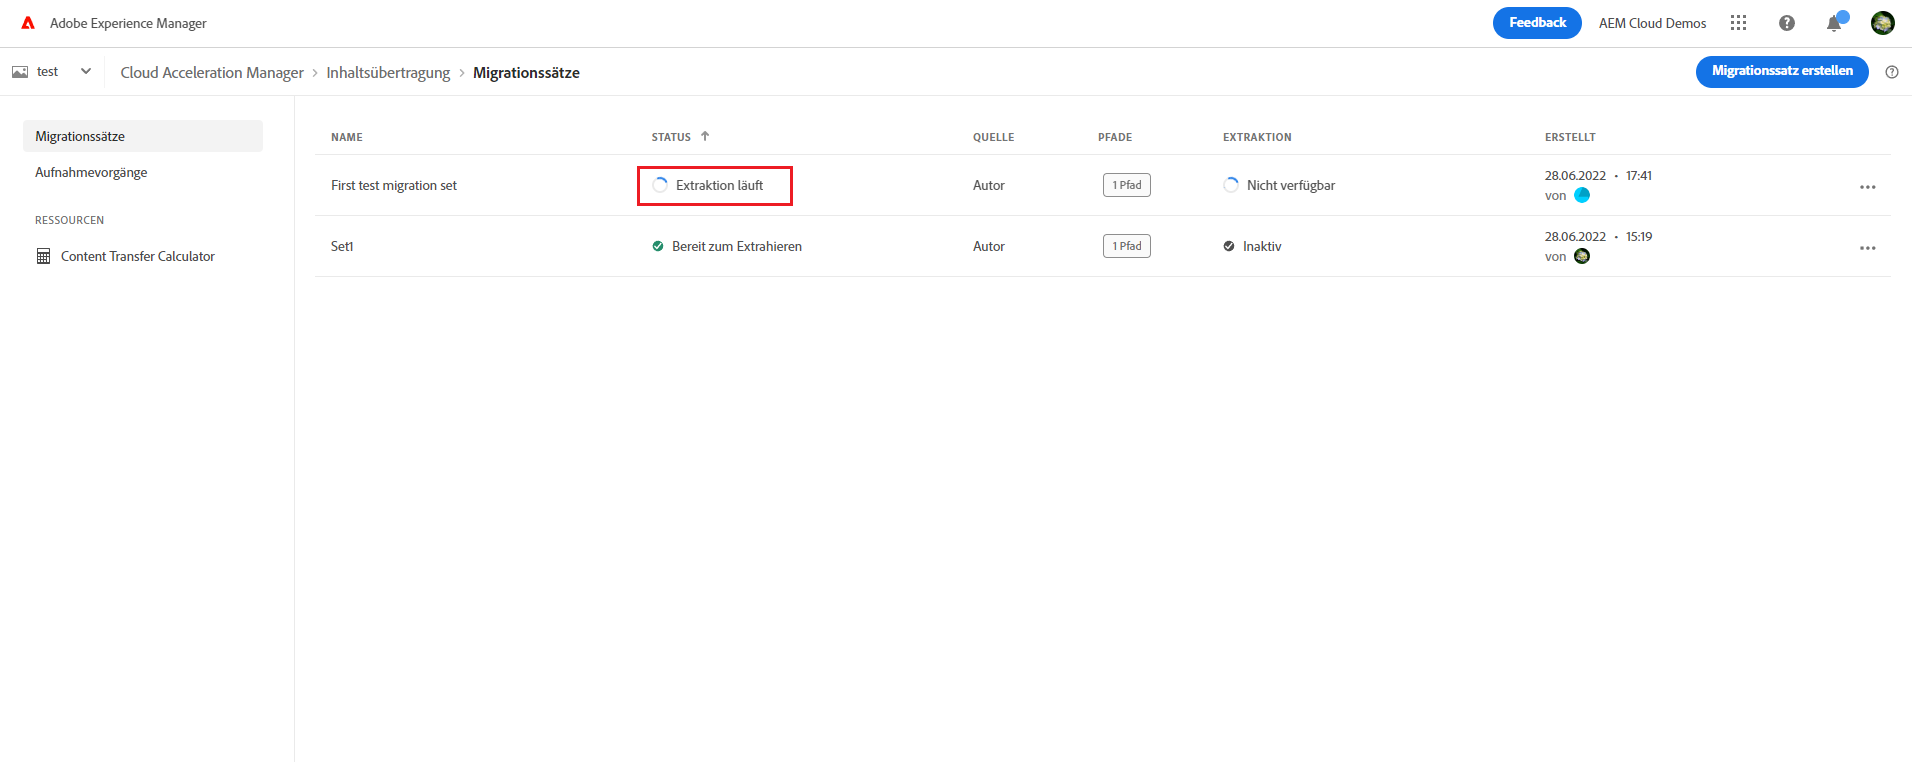 Adobe Experience Manager
Feedback
AEM Cloud Demos
test
Cloud Acceleration Manager > Inhaltsübertragung > Migrationssätze
Migrationssatz erstellen
Migrationssätze
Aufnahmevorgänge
RESSOURCEN
Content Transfer Calculator
NAME STATUS QUELLE PFADE EXTRAKTION ERSTELLT
First test migration set Extraktion läuft Autor 1 Pfad Nicht verfügbar 28.06.2022 • 17:41
von
Set1 Bereit zum Extrahieren Autor 1 Pfad Inaktiv 28.06.2022 • 15:19
von